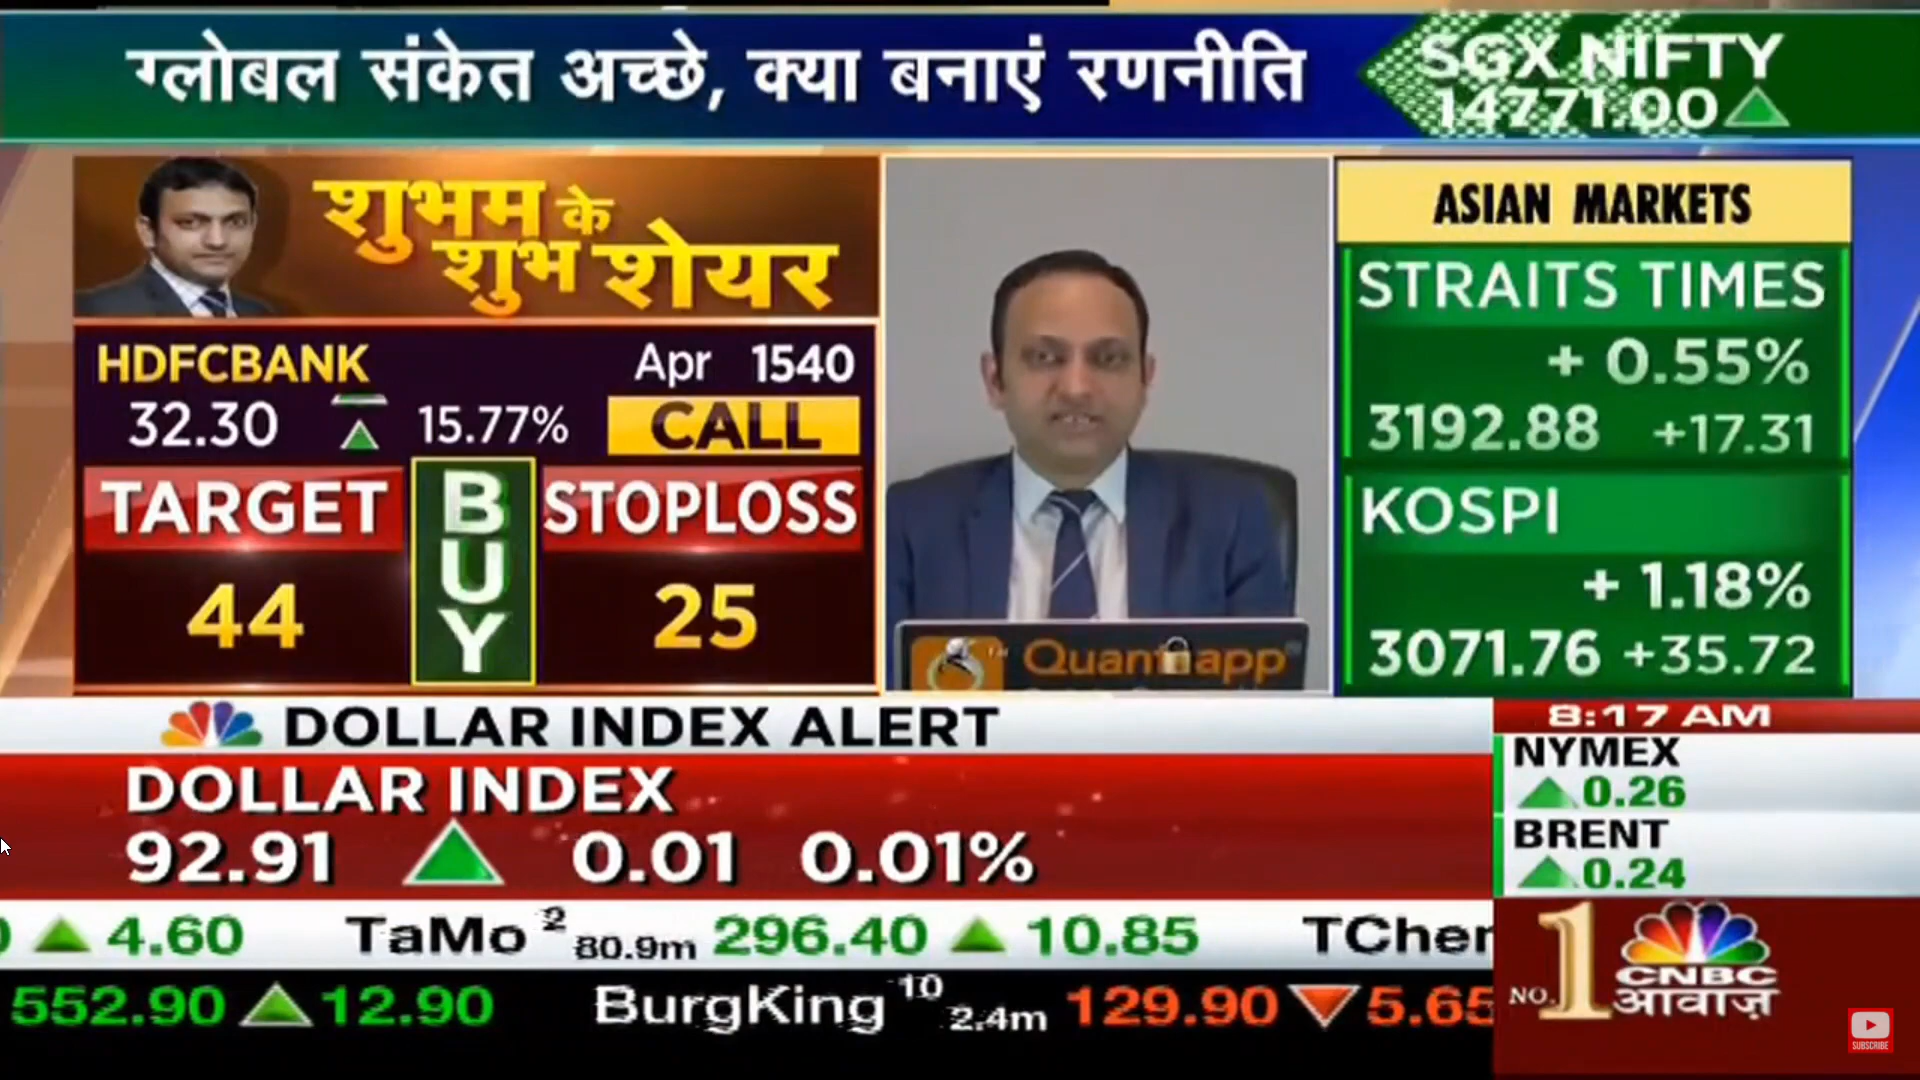 ग्लोबल संकेत अच्छे, क्या बनाएं रणनीति
SGX NIFTY
14771.00
शुभम के
शुभ शेयर
HDFCBANK Apr 1540
32.30 15.77% CALL
TARGET BUY STOPLOSS
44 25
Quantsapp
ASIAN MARKETS
STRAITS TIMES
+ 0.55%
3192.88 +17.31
KOSPI
+ 1.18%
3071.76 +35.72
DOLLAR INDEX ALERT
DOLLAR INDEX
92.91 0.01 0.01%
8:17 AM
NYMEX
0.26
BRENT
0.24
4.60 TaMo 2 80.9m 296.40 10.85 TCher
552.90 12.90 BurgKing 10 2.4m 129.90 5.65
NO. 1 CNBC
आवाज़
SUBSCRIBE